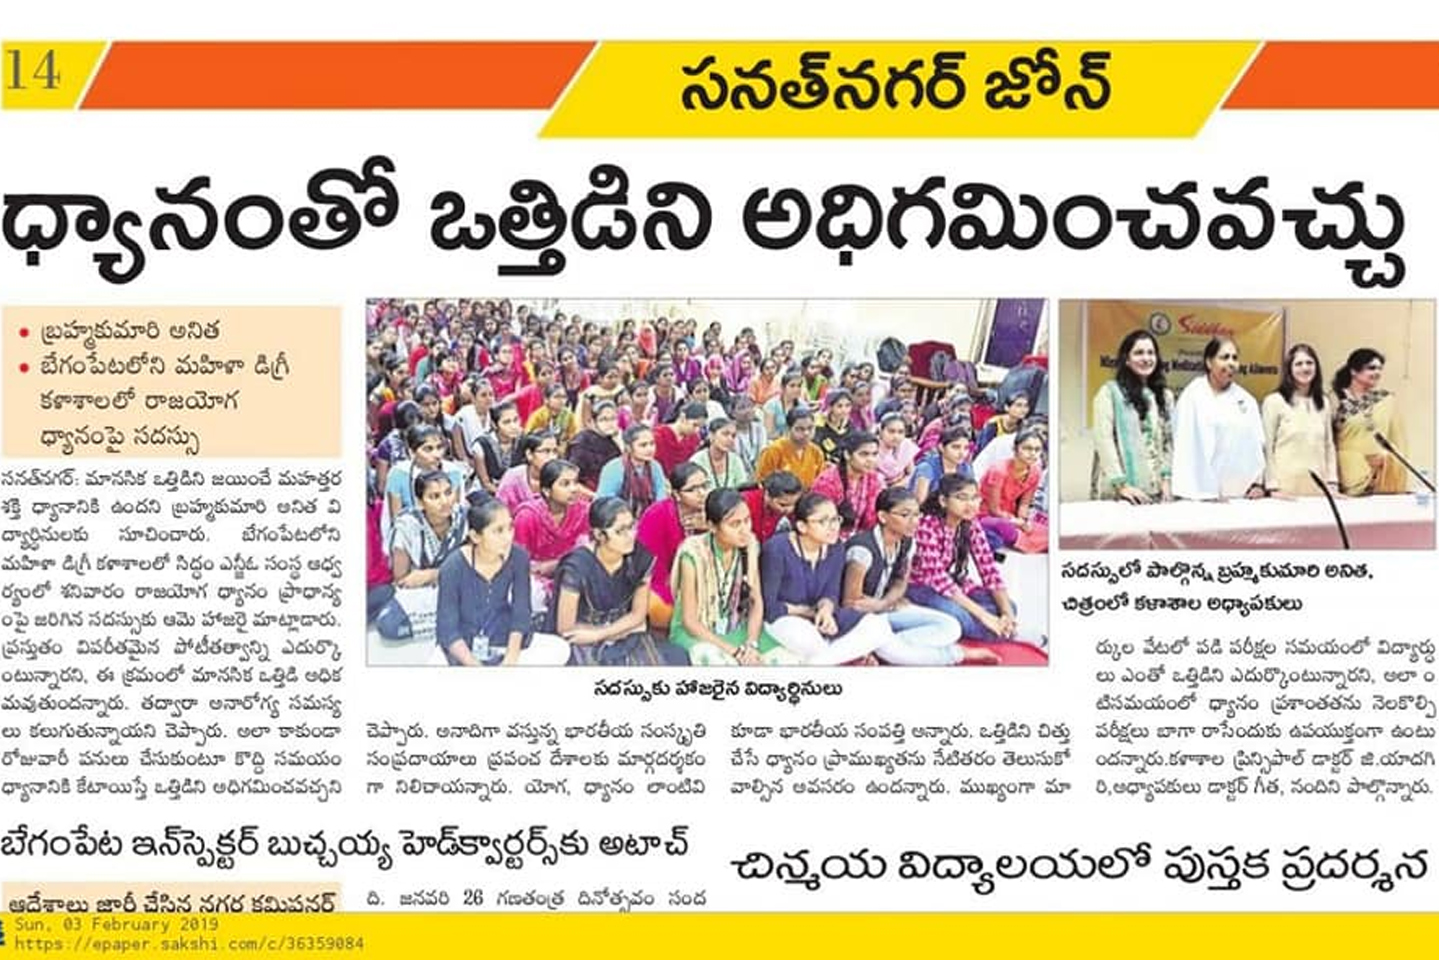 14
సనత్‌నగర్ జోన్
ధ్యానంతో ఒత్తిడిని అధిగమించవచ్చు
• బ్రహ్మకుమారి అనిత
• బేగంపేటలోని మహిళా డిగ్రీ
కళాశాలలో రాజయోగ
ధ్యానంపై సదస్సు
సనత్‌నగర్: మానసిక ఒత్తిడిని జయించే మహత్తర
శక్తి ధ్యానానికి ఉందని బ్రహ్మకుమారి అనిత వి
ద్యార్థినులకు సూచించారు. బేగంపేటలోని
మహిళా డిగ్రీ కళాశాలలో సిద్ధం ఎన్జీఓ సంస్థ ఆధ్వ
ర్యంలో శనివారం రాజయోగ ధ్యానం ప్రాధాన్య
ంపై జరిగిన సదస్సుకు ఆమె హాజరై మాట్లాడారు.
ప్రస్తుతం విపరీతమైన పోటీతత్వాన్ని ఎదుర్కొ
ంటున్నారని, ఈ క్రమంలో మానసిక ఒత్తిడి అధిక
మవుతుందన్నారు. తద్వారా అనారోగ్య సమస్య
లు కలుగుతున్నాయని చెప్పారు. అలా కాకుండా
రోజువారీ పనులు చేసుకుంటూ కొద్ది సమయం
ధ్యానానికి కేటాయిస్తే ఒత్తిడిని అధిగమించవచ్చని
సదస్సుకు హాజరైన విద్యార్థినులు
చెప్పారు. అనాదిగా వస్తున్న భారతీయ సంస్కృతి
సంప్రదాయాలు ప్రపంచ దేశాలకు మార్గదర్శకం
గా నిలిచాయన్నారు. యోగ, ధ్యానం లాంటివి
కూడా భారతీయ సంపత్తి అన్నారు. ఒత్తిడిని చిత్తు
చేసే ధ్యానం ప్రాముఖ్యతను నేటితరం తెలుసుకో
వాల్సిన అవసరం ఉందన్నారు. ముఖ్యంగా మా
Siddham
సదస్సులో పాల్గొన్న బ్రహ్మకుమారి అనిత,
చిత్రంలో కళాశాల అధ్యాపకులు
ర్కుల వేటలో పడి పరీక్షల సమయంలో విద్యార్థు
లు ఎంతో ఒత్తిడిని ఎదుర్కొంటున్నారని, అలా ం
టిసమయంలో ధ్యానం ప్రశాంతతను నెలకొల్పి
పరీక్షలు బాగా రాసేందుకు ఉపయుక్తంగా ఉంటు
ందన్నారు.కళాశాల ప్రిన్సిపాల్ డాక్టర్ జి.యాదగి
రి,అధ్యాపకులు డాక్టర్ గీత, నందిని పాల్గొన్నారు.
బేగంపేట ఇన్‌స్పెక్టర్ బుచ్చయ్య హెడ్‌క్వార్టర్స్‌కు అటాచ్
చిన్మయ విద్యాలయలో పుస్తక ప్రదర్శన
ఆదేశాలు జారీ చేసిన నగర కమిషనర్
ది. జనవరి 26 గణతంత్ర దినోత్సవం సంద
Sun, 03 February 2019
https://epaper.sakshi.com/c/36359084